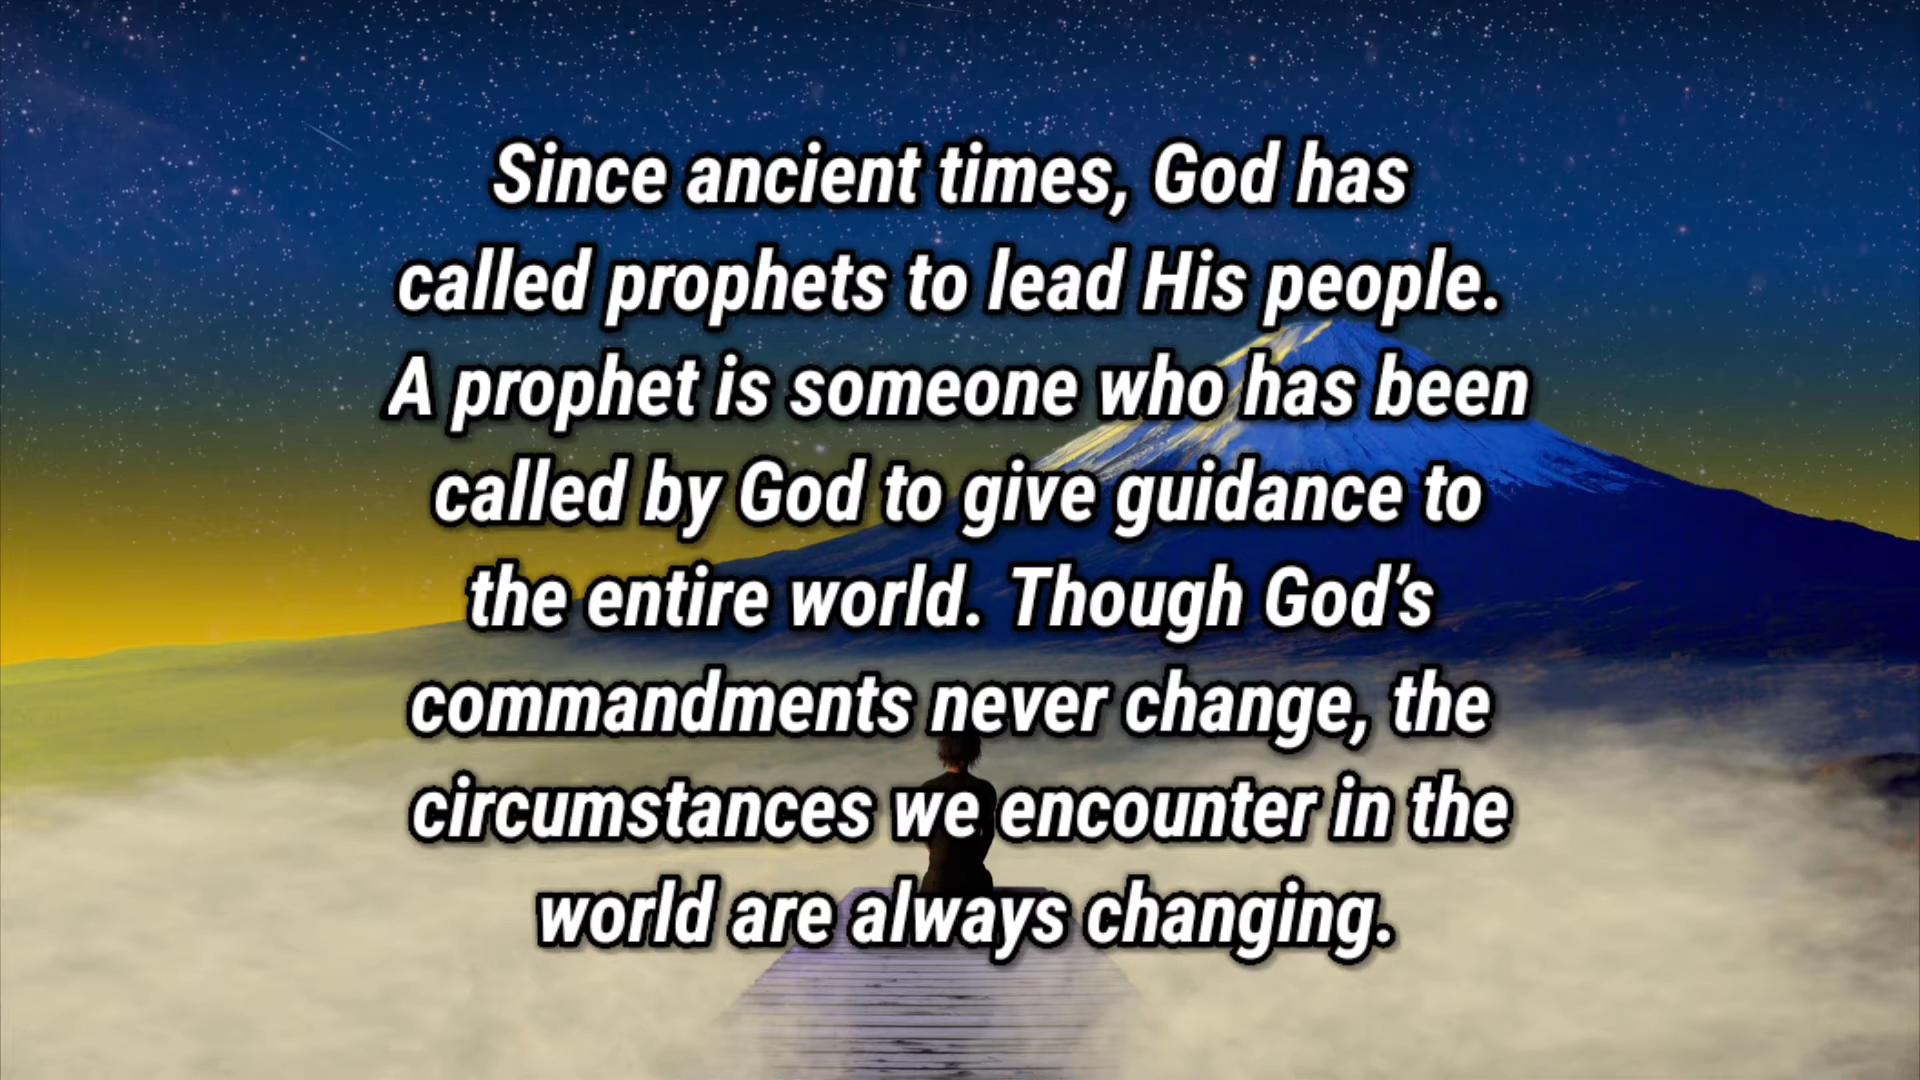 Since ancient times, God has
called prophets to lead His people.
A prophet is someone who has been
called by God to give guidance to
the entire world. Though God’s
commandments never change, the
circumstances we encounter in the
world are always changing.